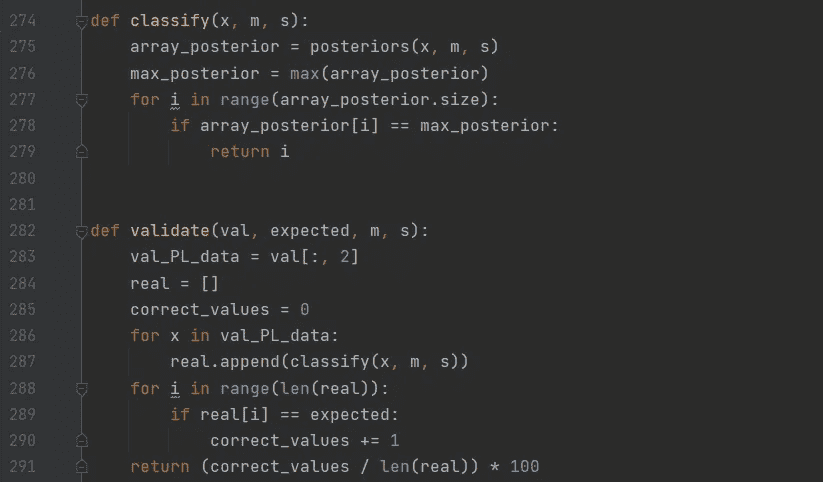 274 def classify(x, m, s):
275     array_posterior = posteriors(x, m, s)
276     max_posterior = max(array_posterior)
277     for i in range(array_posterior.size):
278         if array_posterior[i] == max_posterior:
279             return i
280
281
282 def validate(val, expected, m, s):
283     val_PL_data = val[:, 2]
284     real = []
285     correct_values = 0
286     for x in val_PL_data:
287         real.append(classify(x, m, s))
288     for i in range(len(real)):
289         if real[i] == expected:
290             correct_values += 1
291     return (correct_values / len(real)) * 100